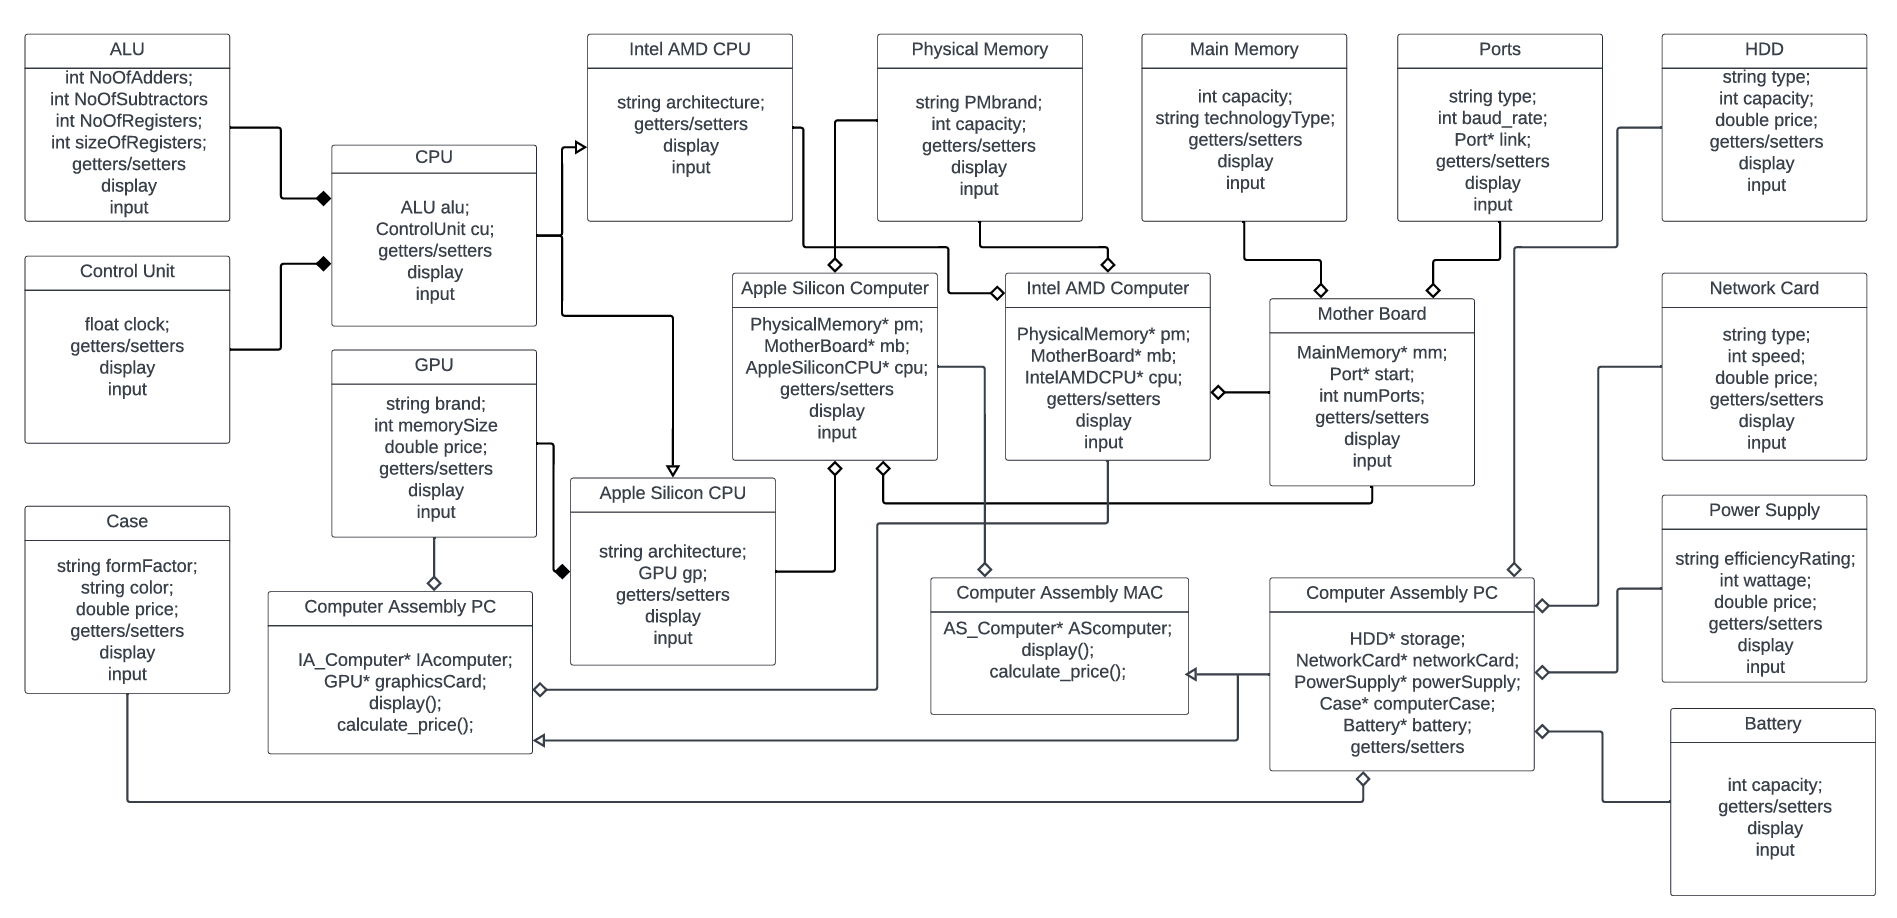 ALU
int NoOfAdders;
int NoOfSubtractors
int NoOfRegisters;
int sizeOfRegisters;
getters/setters
display
input
Intel AMD CPU
string architecture;
getters/setters
display
input
Physical Memory
string PMbrand;
int capacity;
getters/setters
display
input
Main Memory
int capacity;
string technologyType;
getters/setters
display
input
Ports
string type;
int baud_rate;
Port* link;
getters/setters
display
input
HDD
string type;
int capacity;
double price;
getters/setters
display
input
CPU
ALU alu;
ControlUnit cu;
getters/setters
display
input
Control Unit
float clock;
getters/setters
display
input
Apple Silicon Computer
PhysicalMemory* pm;
MotherBoard* mb;
AppleSiliconCPU* cpu;
getters/setters
display
input
Intel AMD Computer
PhysicalMemory* pm;
MotherBoard* mb;
IntelAMDCPU* cpu;
getters/setters
display
input
Mother Board
MainMemory* mm;
Port* start;
int numPorts;
getters/setters
display
input
Network Card
string type;
int speed;
double price;
getters/setters
display
input
GPU
string brand;
int memorySize
double price;
getters/setters
display
input
Apple Silicon CPU
string architecture;
GPU gp;
getters/setters
display
input
Case
string formFactor;
string color;
double price;
getters/setters
display
input
Power Supply
string efficiencyRating;
int wattage;
double price;
getters/setters
display
input
Computer Assembly PC
IA_Computer* IAcomputer;
GPU* graphicsCard;
display();
calculate_price();
Computer Assembly MAC
AS_Computer* AScomputer;
display();
calculate_price();
Computer Assembly PC
HDD* storage;
NetworkCard* networkCard;
PowerSupply* powerSupply;
Case* computerCase;
Battery* battery;
getters/setters
Battery
int capacity;
getters/setters
display
input